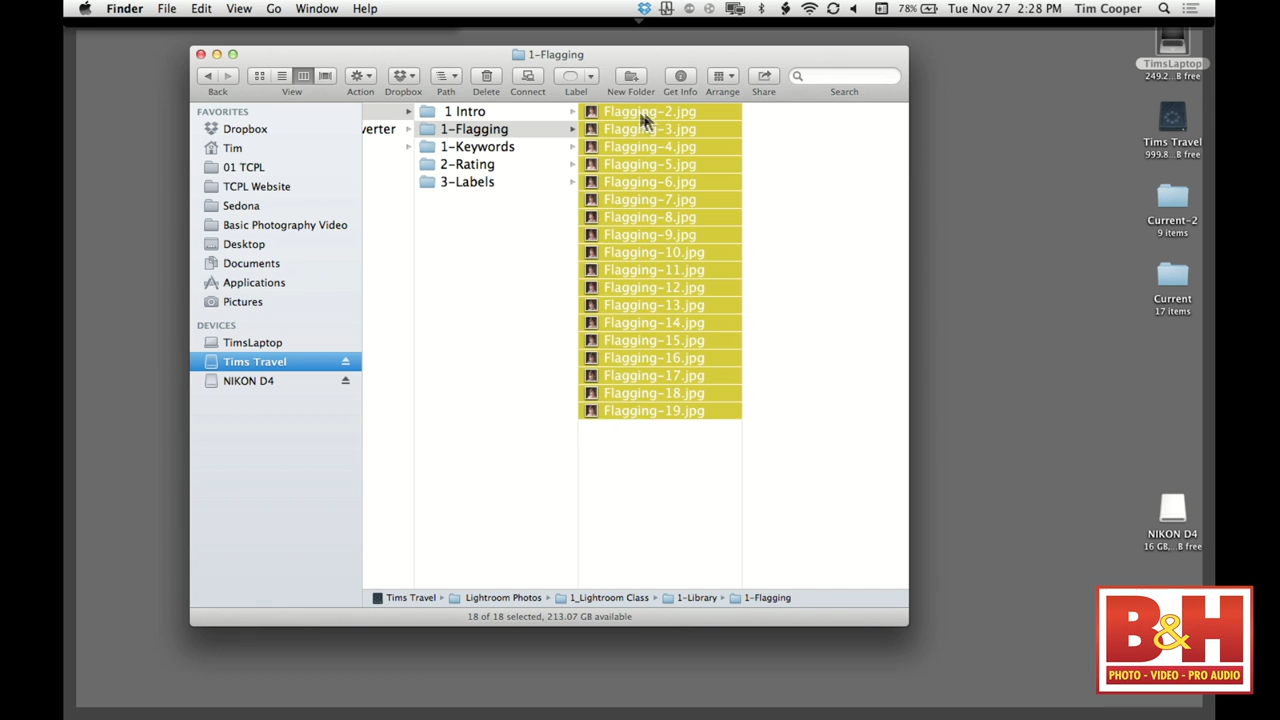 Finder File Edit View Go Window Help 78% Tue Nov 27 2:28 PM Tim Cooper
1-Flagging
Back View Action Dropbox Path Delete Connect Label New Folder Get Info Arrange Share Search
FAVORITES
Dropbox
Tim
01 TCPL
TCPL Website
Sedona
Basic Photography Video
Desktop
Documents
Applications
Pictures
DEVICES
TimsLaptop
Tims Travel
NIKON D4
verter
1 Intro
1-Flagging
1-Keywords
2-Rating
3-Labels
Flagging-2.jpg
Flagging-3.jpg
Flagging-4.jpg
Flagging-5.jpg
Flagging-6.jpg
Flagging-7.jpg
Flagging-8.jpg
Flagging-9.jpg
Flagging-10.jpg
Flagging-11.jpg
Flagging-12.jpg
Flagging-13.jpg
Flagging-14.jpg
Flagging-15.jpg
Flagging-16.jpg
Flagging-17.jpg
Flagging-18.jpg
Flagging-19.jpg
Tims Travel Lightroom Photos 1_Lightroom Class 1-Library 1-Flagging
18 of 18 selected, 213.07 GB available
TimsLaptop
249.2...B free
Tims Travel
999.8...B free
Current-2
9 items
Current
17 items
NIKON D4
16 GB,...B free
B&H
PHOTO - VIDEO - PRO AUDIO